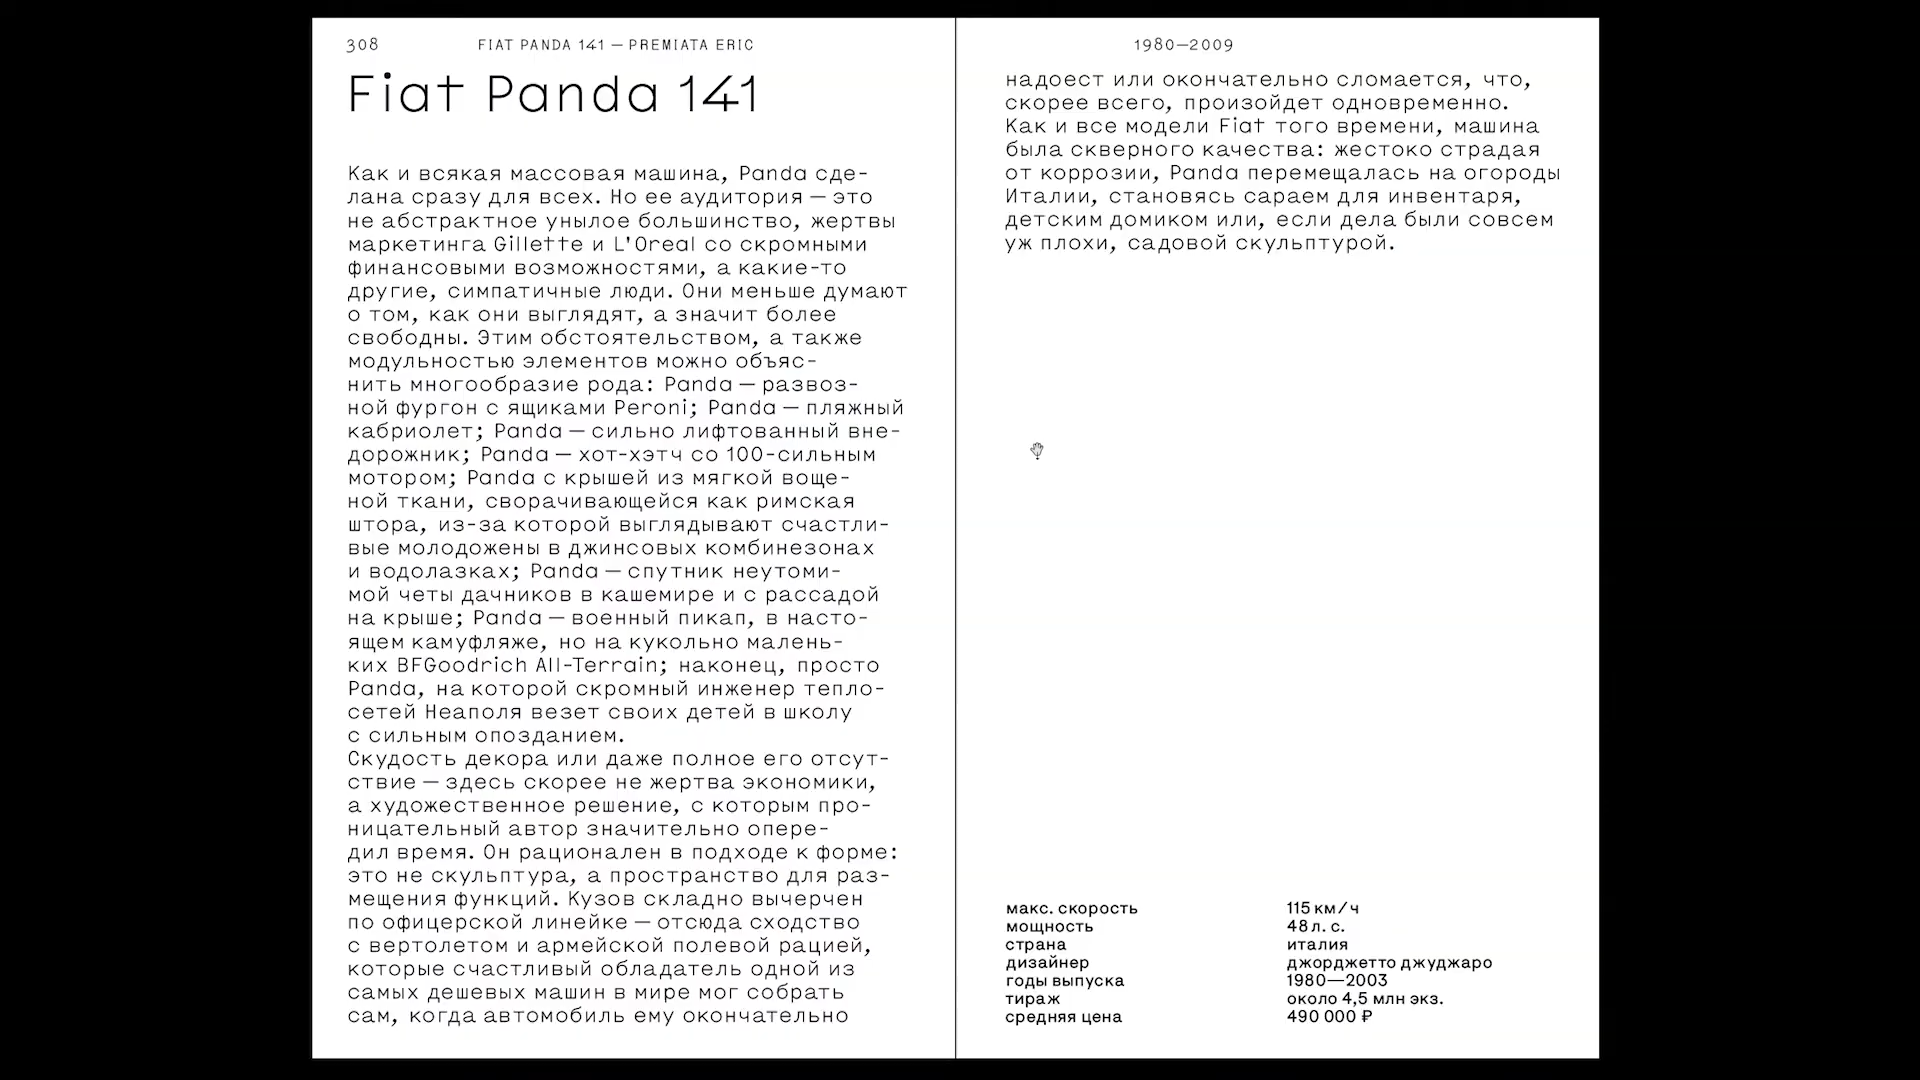 308
FIAT PANDA 141 — PREMIATA ERIC
Fiat Panda 141
Как и всякая массовая машина, Panda сде-
лана сразу для всех. Но ее аудитория — это
не абстрактное унылое большинство, жертвы
маркетинга Gillette и L'Oreal со скромными
финансовыми возможностями, а какие-то
другие, симпатичные люди. Они меньше думают
о том, как они выглядят, а значит более
свободны. Этим обстоятельством, а также
модульностью элементов можно объяс-
нить многообразие рода: Panda — развоз-
ной фургон с ящиками Peroni; Panda — пляжный
кабриолет; Panda — сильно лифтованный вне-
дорожник; Panda — хот-хэтч со 100-сильным
мотором; Panda с крышей из мягкой воще-
ной ткани, сворачивающейся как римская
штора, из-за которой выглядывают счастли-
вые молодожены в джинсовых комбинезонах
и водолазках; Panda — спутник неутоми-
мой четы дачников в кашемире и с рассадой
на крыше; Panda — военный пикап, в насто-
ящем камуфляже, но на кукольно малень-
ких BFGoodrich All-Terrain; наконец, просто
Panda, на которой скромный инженер тепло-
сетей Неаполя везет своих детей в школу
с сильным опозданием.
Скудость декора или даже полное его отсут-
ствие — здесь скорее не жертва экономики,
а художественное решение, с которым про-
ницательный автор значительно опере-
дил время. Он рационален в подходе к форме:
это не скульптура, а пространство для раз-
мещения функций. Кузов складно вычерчен
по офицерской линейке — отсюда сходство
с вертолетом и армейской полевой рацией,
которые счастливый обладатель одной из
самых дешевых машин в мире мог собрать
сам, когда автомобиль ему окончательно
1980—2009
надоест или окончательно сломается, что,
скорее всего, произойдет одновременно.
Как и все модели Fiat того времени, машина
была скверного качества: жестоко страдая
от коррозии, Panda перемещалась на огороды
Италии, становясь сараем для инвентаря,
детским домиком или, если дела были совсем
уж плохи, садовой скульптурой.
макс. скорость 115 км/ч
мощность 48 л. с.
страна италия
дизайнер джорджетто джуджаро
годы выпуска 1980—2003
тираж около 4,5 млн экз.
средняя цена 490 000 ₽